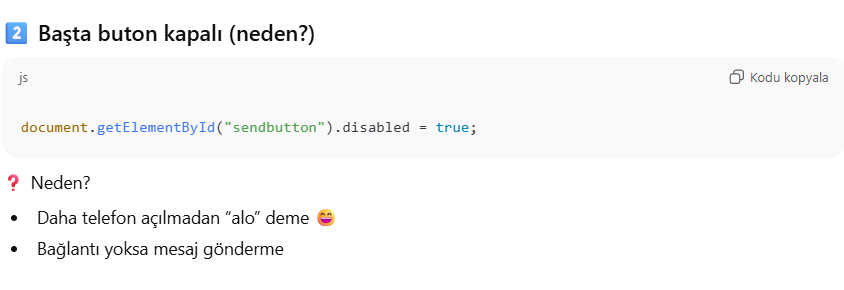 2 Başta buton kapalı (neden?)
js Kodu kopyala
document.getElementById("sendbutton").disabled = true;
❓ Neden?
• Daha telefon açılmadan “alo” deme 😄
• Bağlantı yoksa mesaj gönderme